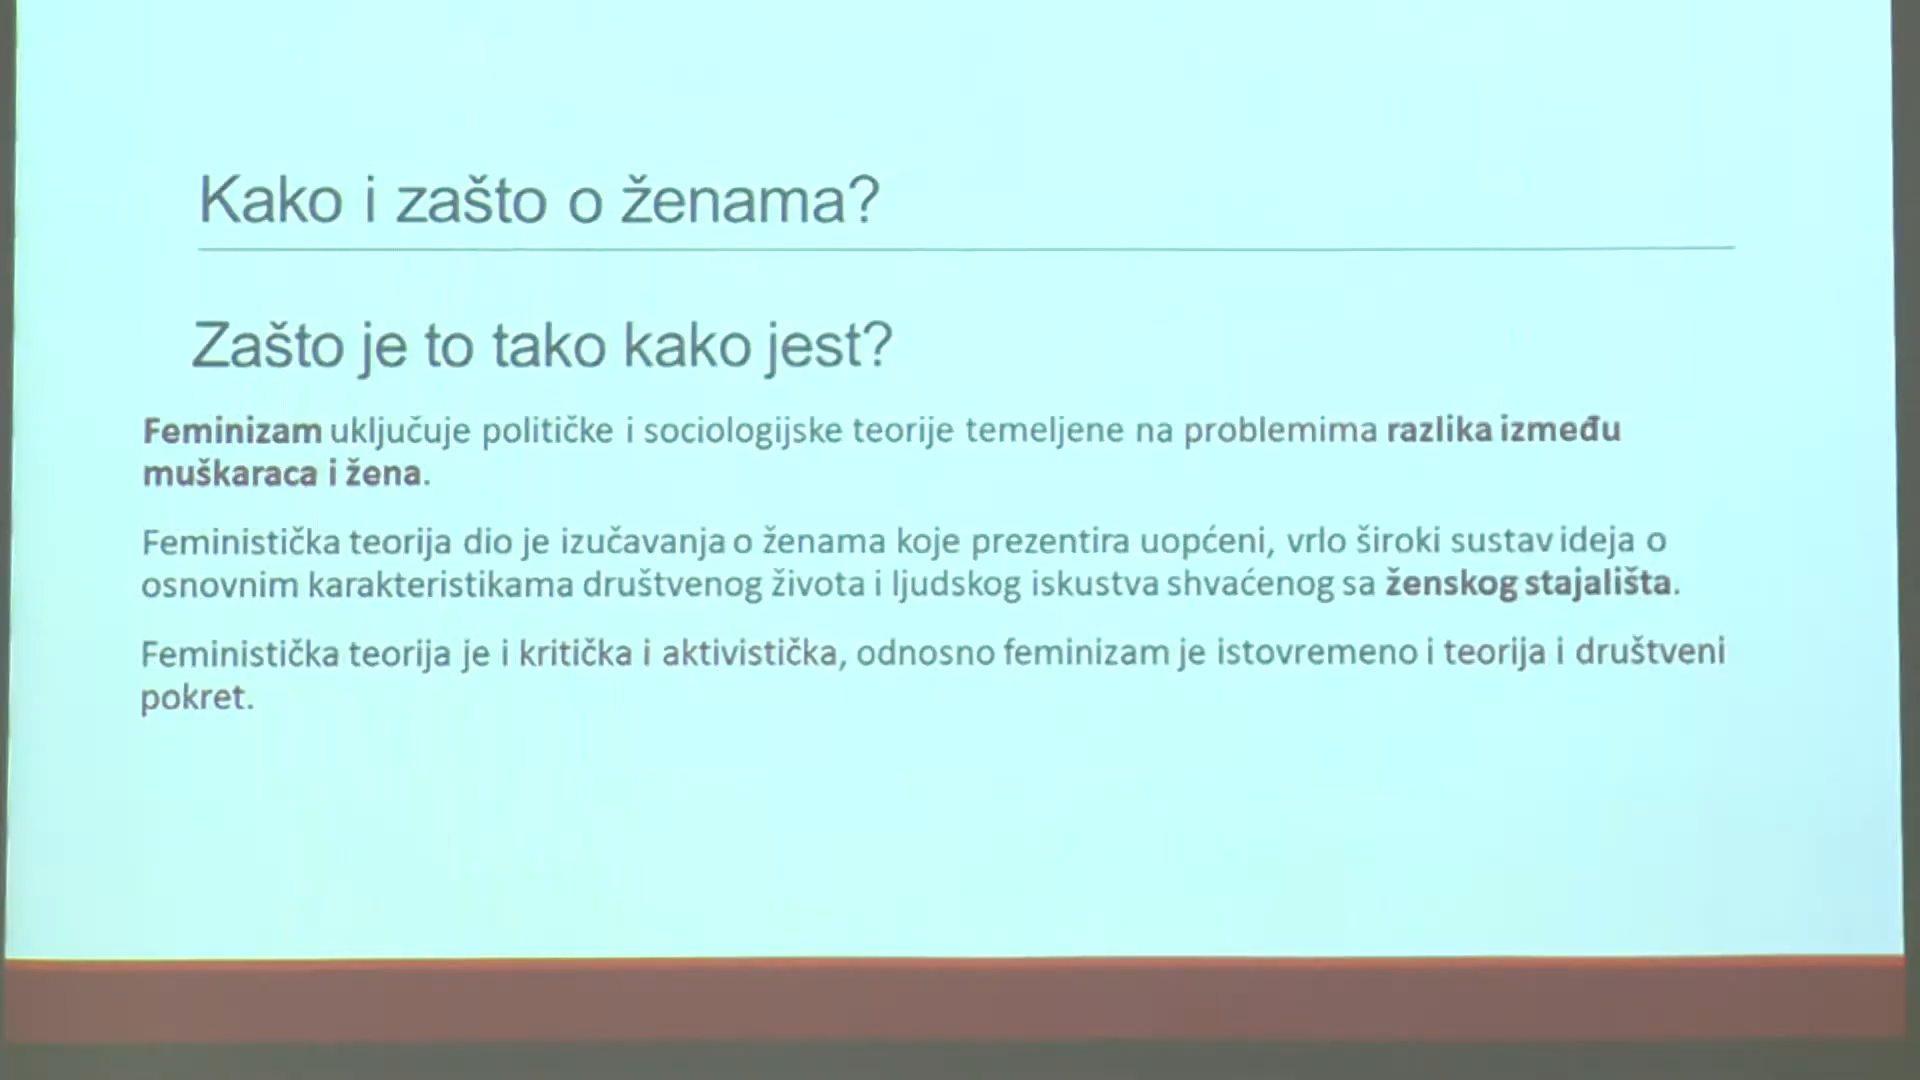 Kako i zašto o ženama?
Zašto je to tako kako jest?
Feminizam uključuje političke i sociologijske teorije temeljene na problemima razlika između
muškaraca i žena.
Feministička teorija dio je izučavanja o ženama koje prezentira uopćeni, vrlo široki sustav ideja o
osnovnim karakteristikama društvenog života i ljudskog iskustva shvaćenog sa ženskog stajališta.
Feministička teorija je i kritička i aktivistička, odnosno feminizam je istovremeno i teorija i društveni
pokret.